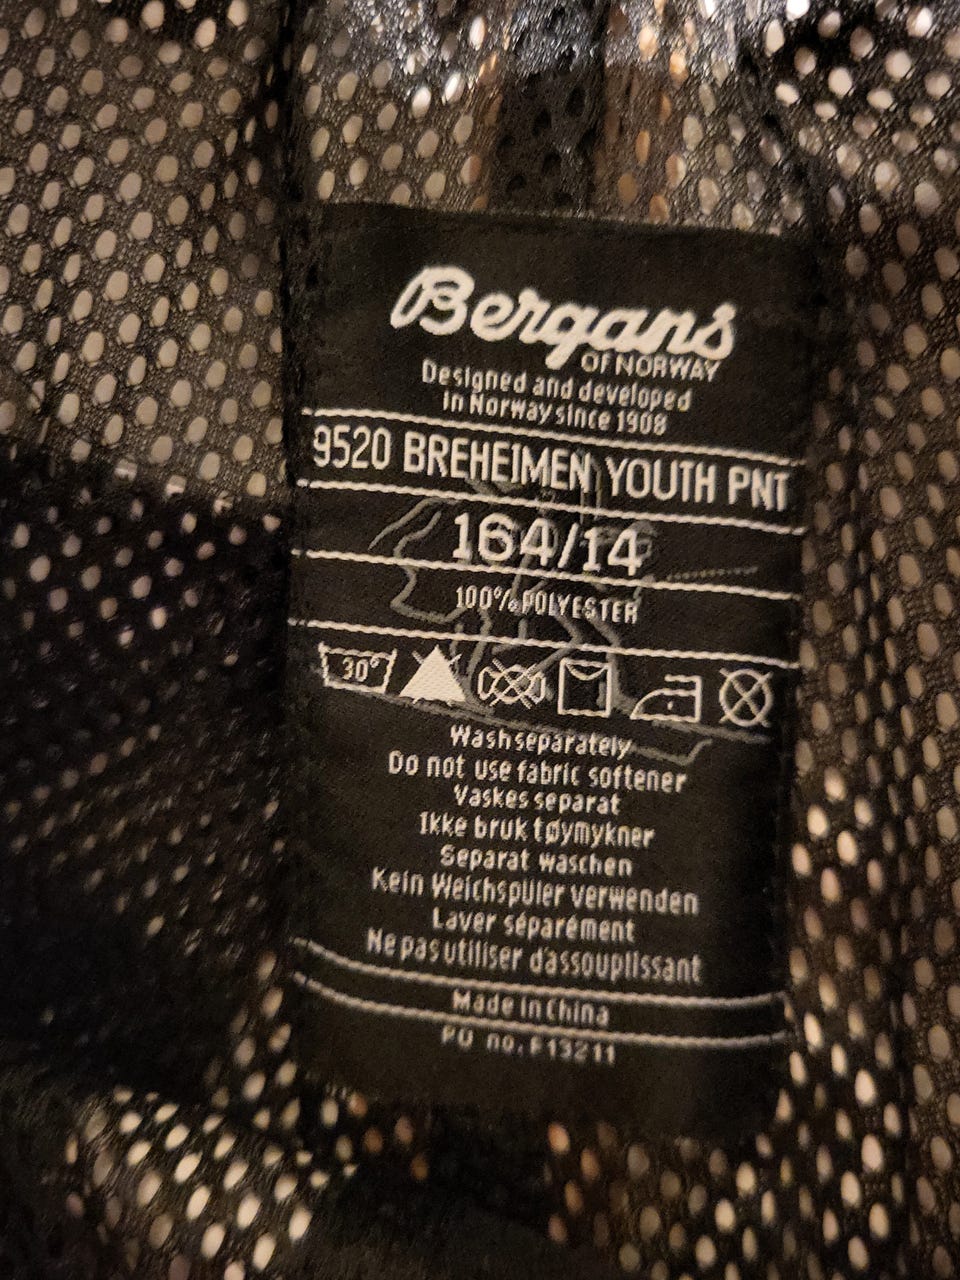 Bergans
OF NORWAY
Designed and developed
in Norway since 1908
9520 BREHEIMEN YOUTH PNT
164/14
100% POLYESTER
30°
Wash separately
Do not use fabric softener
Vaskes separat
Ikke bruk tøymykner
Separat waschen
Kein Weichspüler verwenden
Laver séparément
Ne pas utiliser d'assouplissant
Made in China
PO no. F13211